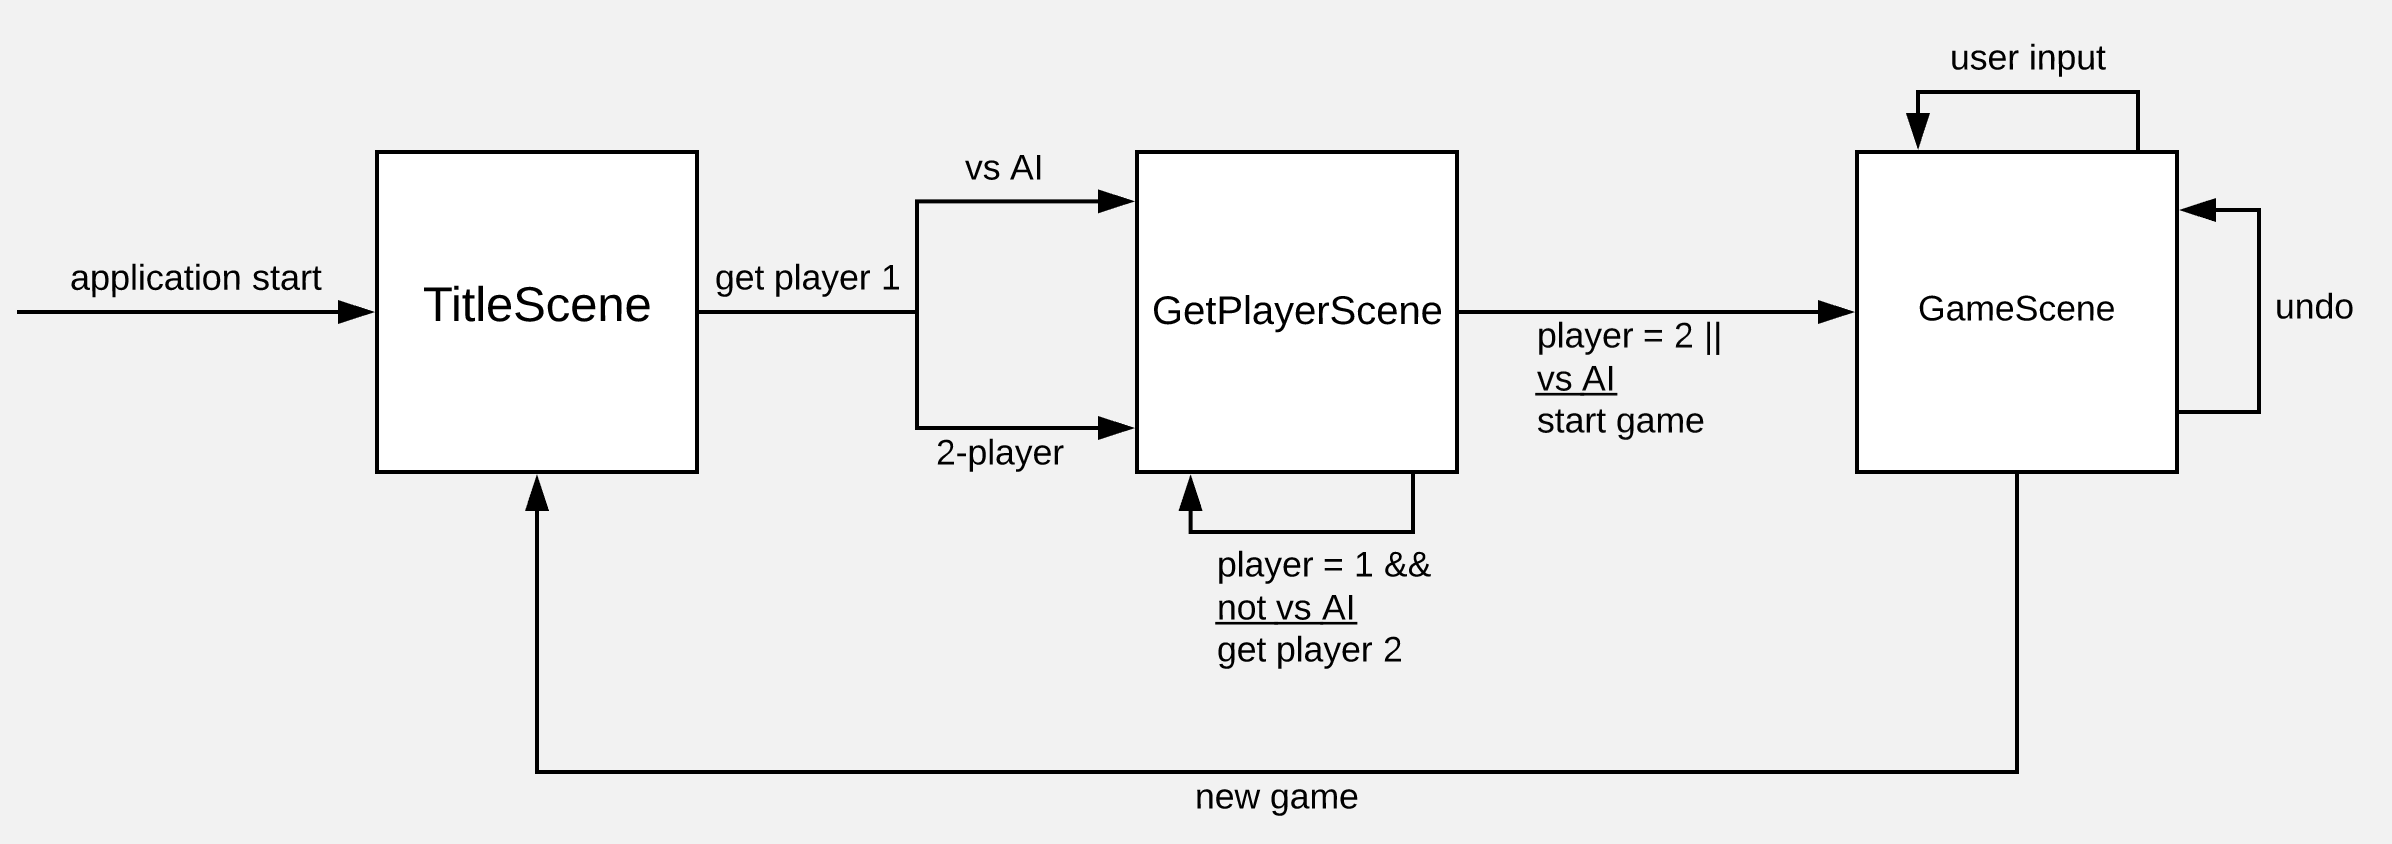 user input
vs AI
application start
TitleScene
get player 1
GetPlayerScene
GameScene
undo
player = 2 ||
vs AI
start game
2-player
player = 1 &&
not vs AI
get player 2
new game